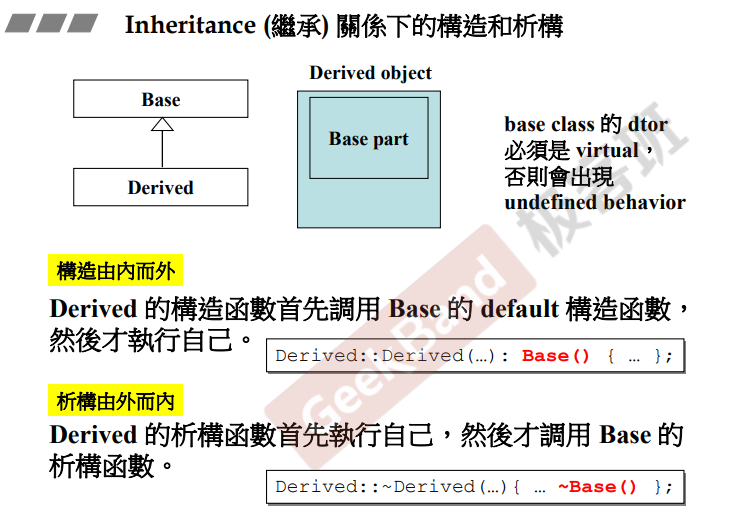 Inheritance (繼承) 關係下的構造和析構
Base
Derived
Derived object
Base part
base class 的 dtor
必須是 virtual，
否則會出現
undefined behavior
構造由內而外
Derived 的構造函數首先調用 Base 的 default 構造函數，
然後才執行自己。
Derived::Derived(…): Base() { … };
析構由外而內
Derived 的析構函數首先執行自己，然後才調用 Base 的
析構函數。
Derived::~Derived(…){ … ~Base() };
GeekBand
极客班